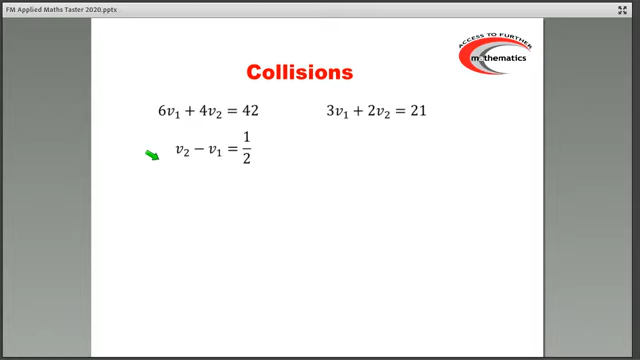 FM Applied Maths Taster 2020.pptx
ACCESS TO FURTHER
mathematics
Collisions
6v₁ + 4v₂ = 42
3v₁ + 2v₂ = 21
v₂ − v₁ = 1/2